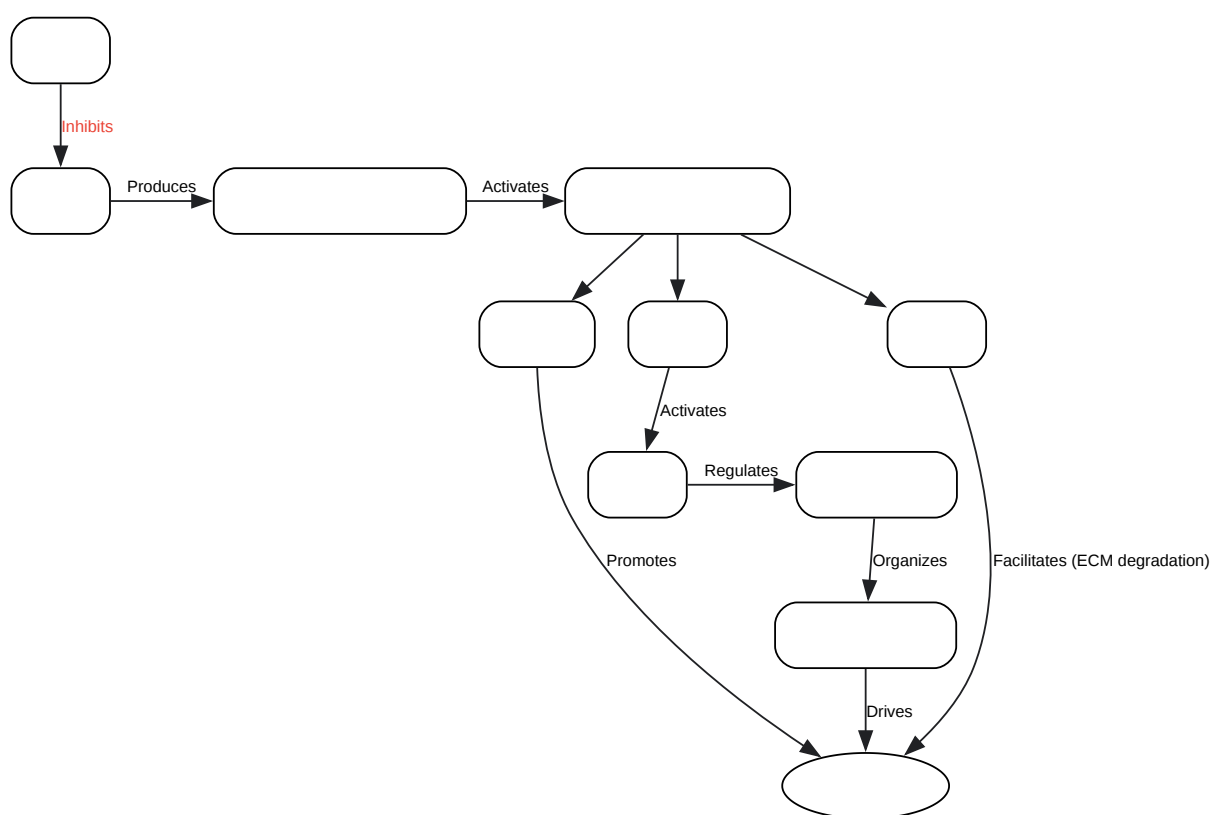 Inhibits
Produces
Activates
Activates
Regulates
Promotes
Organizes
Facilitates (ECM degradation)
Drives